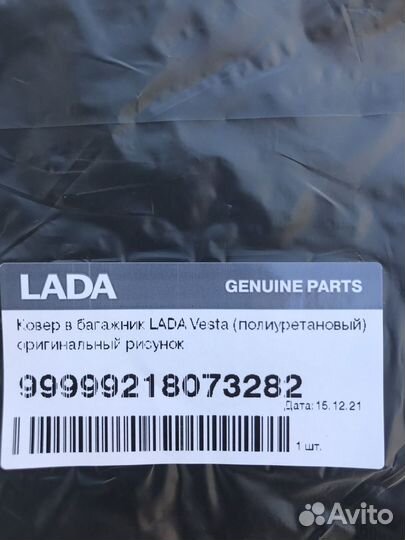 LADA GENUINE PARTS
Ковер в багажник LADA Vesta (полиуретановый)
оригинальный рисунок
99999218073282
Дата: 15.12.21
1 шт.
Avito